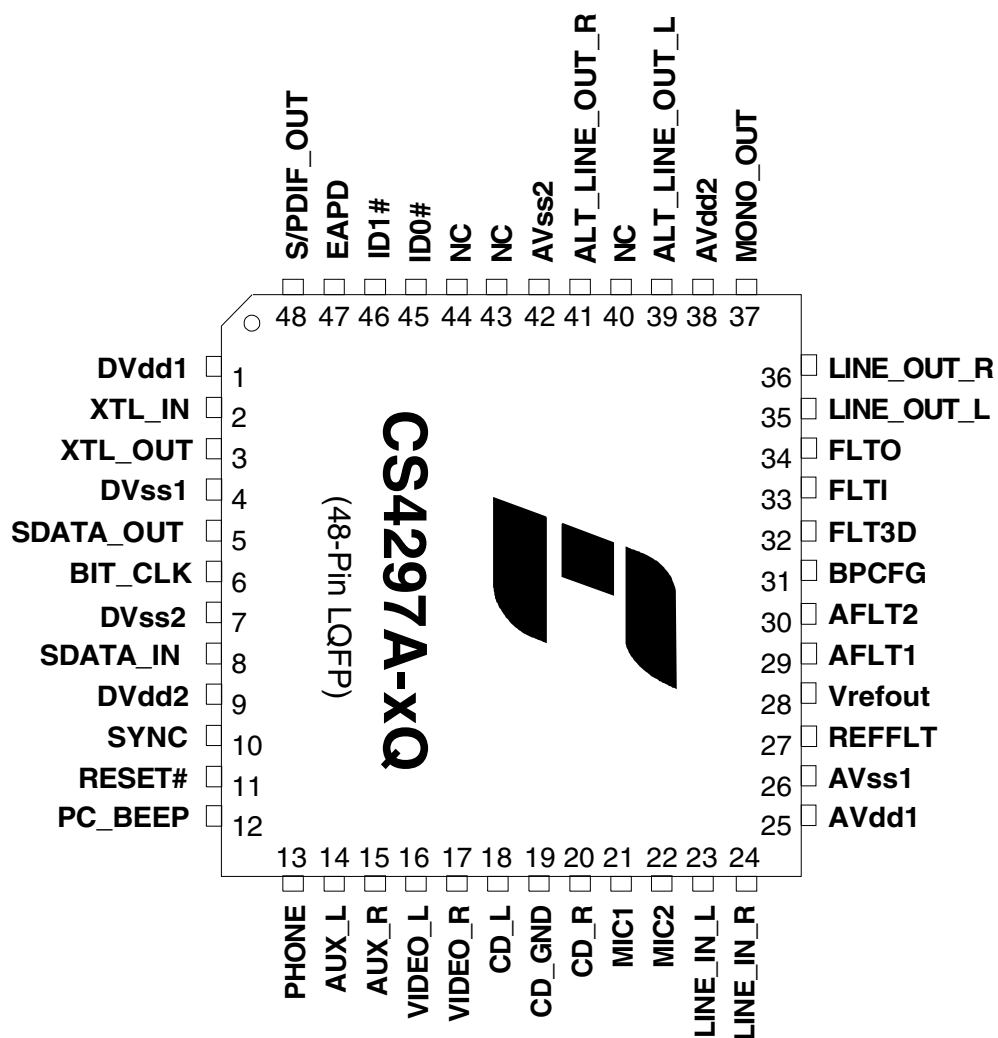 S/PDIF_OUT
EAPD
ID1#
ID0#
NC
NC
AVss2
ALT_LINE_OUT_R
NC
ALT_LINE_OUT_L
AVdd2
MONO_OUT
48 47 46 45 44 43 42 41 40 39 38 37
DVdd1 1
XTL_IN 2
XTL_OUT 3
DVss1 4
SDATA_OUT 5
BIT_CLK 6
DVss2 7
SDATA_IN 8
DVdd2 9
SYNC 10
RESET# 11
PC_BEEP 12
CS4297A-xQ
(48-Pin LQFP)
36 LINE_OUT_R
35 LINE_OUT_L
34 FLTO
33 FLTI
32 FLT3D
31 BPCFG
30 AFLT2
29 AFLT1
28 Vrefout
27 REFFLT
26 AVss1
25 AVdd1
13 14 15 16 17 18 19 20 21 22 23 24
PHONE
AUX_L
AUX_R
VIDEO_L
VIDEO_R
CD_L
CD_GND
CD_R
MIC1
MIC2
LINE_IN_L
LINE_IN_R